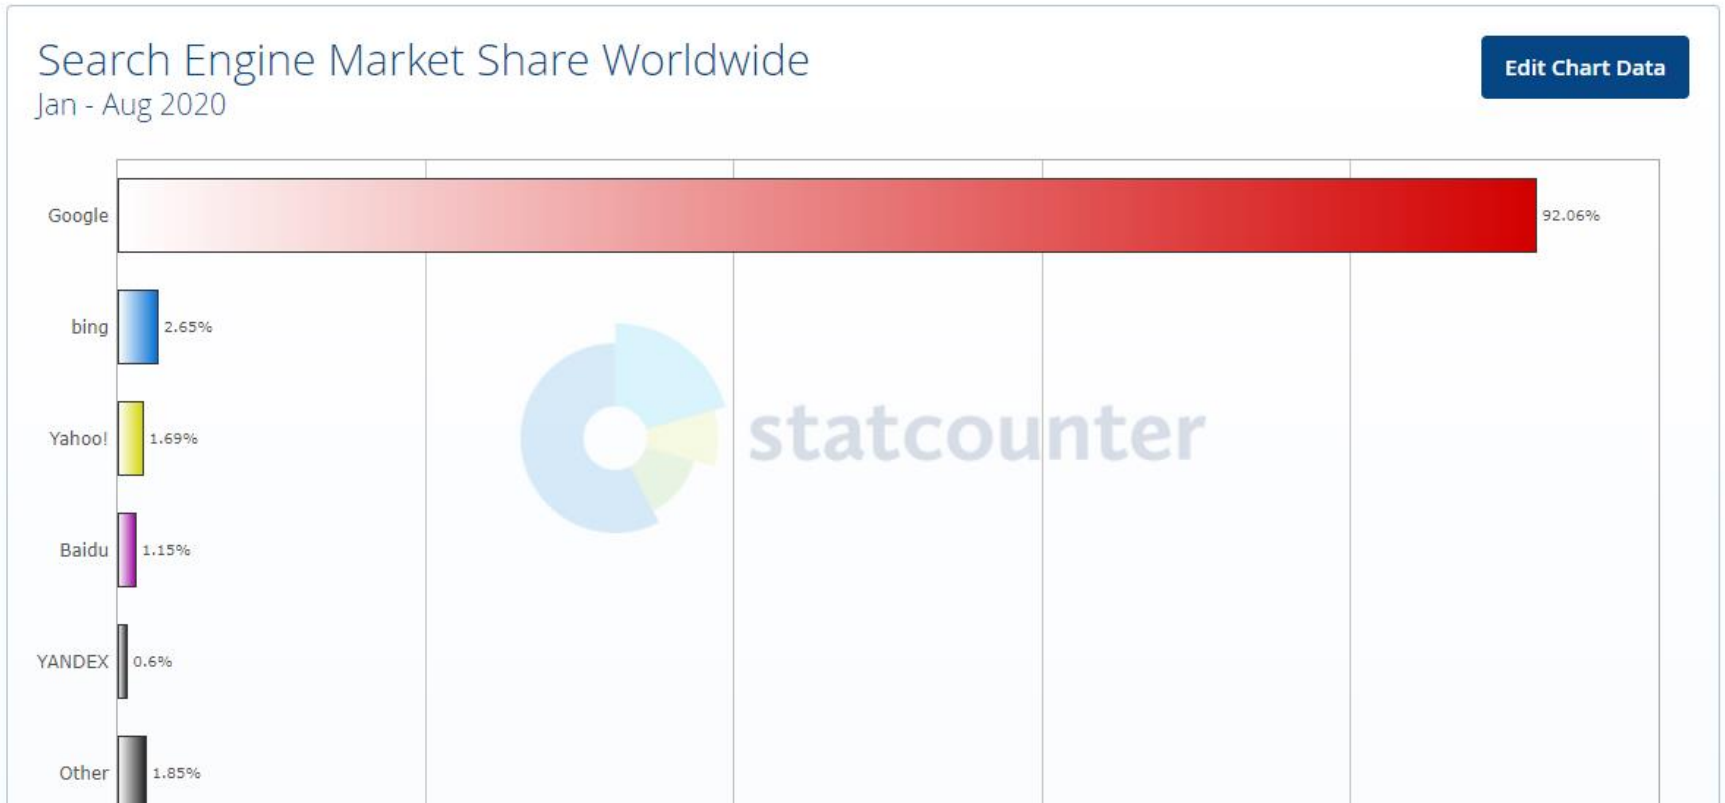 Search Engine Market Share Worldwide
Jan - Aug 2020
Edit Chart Data
Google 92.06%
bing 2.65%
statcounter
Yahoo! 1.69%
Baidu 1.15%
YANDEX 0.6%
Other 1.85%